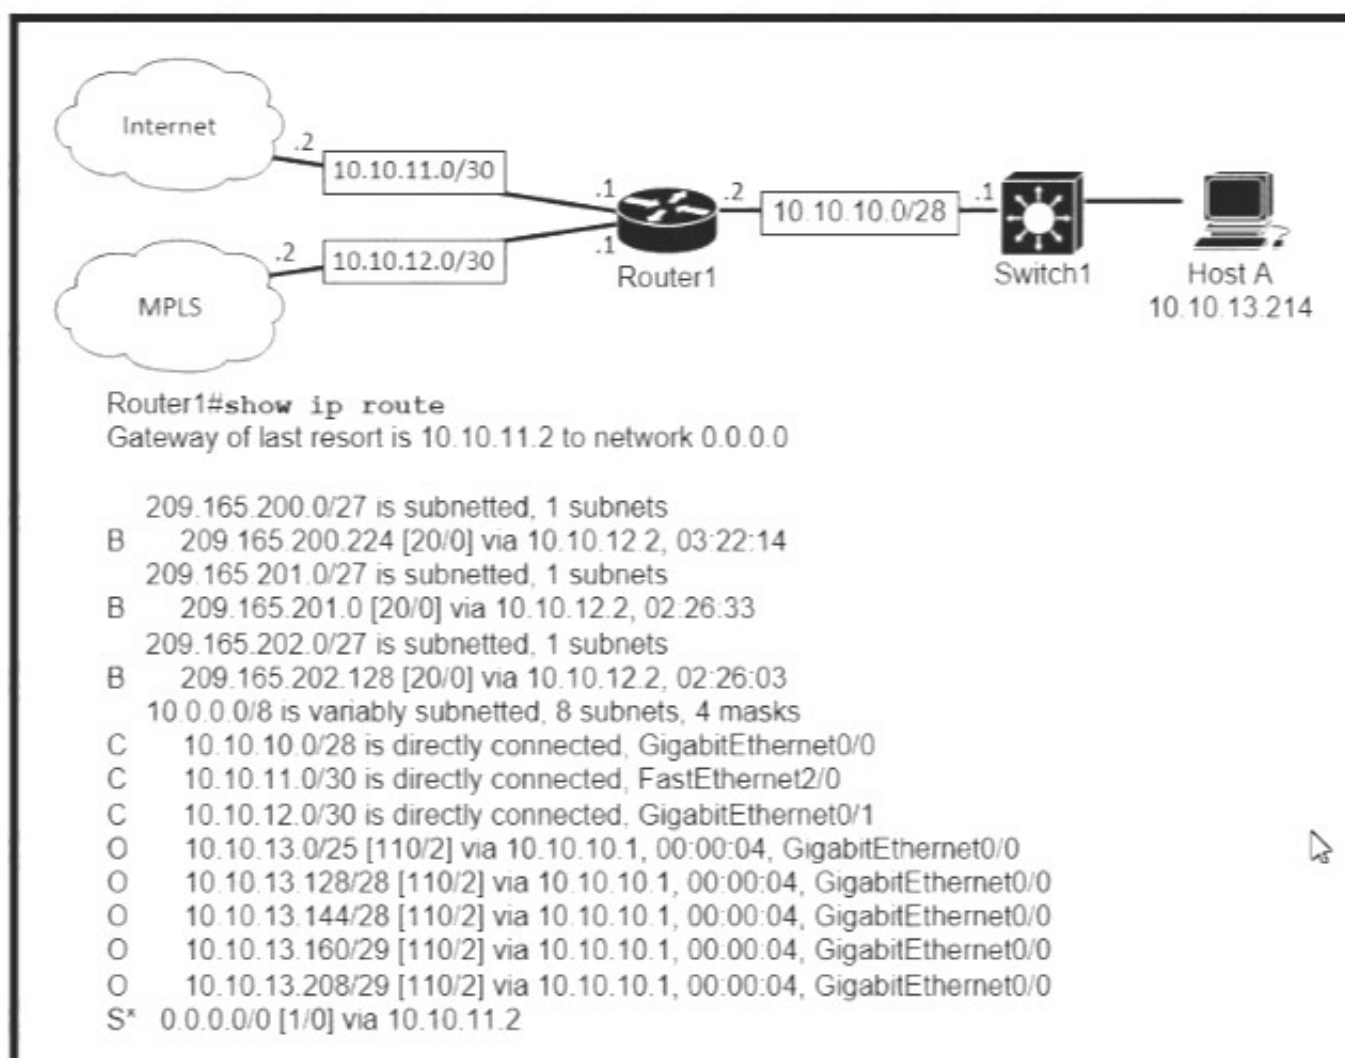 Internet
.2
10.10.11.0/30
.1
.2
10.10.10.0/28
.1
.2
10.10.12.0/30
.1
Router1
Switch1
Host A
MPLS
10.10.13.214
Router1#show ip route
Gateway of last resort is 10.10.11.2 to network 0.0.0.0
209.165.200.0/27 is subnetted, 1 subnets
B 209.165.200.224 [20/0] via 10.10.12.2, 03:22:14
209.165.201.0/27 is subnetted, 1 subnets
B 209.165.201.0 [20/0] via 10.10.12.2, 02:26:33
209.165.202.0/27 is subnetted, 1 subnets
B 209.165.202.128 [20/0] via 10.10.12.2, 02:26:03
10.0.0.0/8 is variably subnetted, 8 subnets, 4 masks
C 10.10.10.0/28 is directly connected, GigabitEthernet0/0
C 10.10.11.0/30 is directly connected, FastEthernet2/0
C 10.10.12.0/30 is directly connected, GigabitEthernet0/1
O 10.10.13.0/25 [110/2] via 10.10.10.1, 00:00:04, GigabitEthernet0/0
O 10.10.13.128/28 [110/2] via 10.10.10.1, 00:00:04, GigabitEthernet0/0
O 10.10.13.144/28 [110/2] via 10.10.10.1, 00:00:04, GigabitEthernet0/0
O 10.10.13.160/29 [110/2] via 10.10.10.1, 00:00:04, GigabitEthernet0/0
O 10.10.13.208/29 [110/2] via 10.10.10.1, 00:00:04, GigabitEthernet0/0
S* 0.0.0.0/0 [1/0] via 10.10.11.2